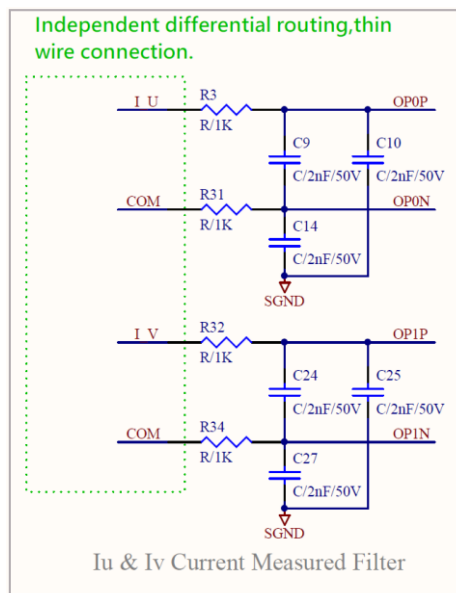 Independent differential routing,thin
wire connection.
I_U
R3
R/1K
OP0P
C9
C/2nF/50V
C10
C/2nF/50V
COM
R31
R/1K
OP0N
C14
C/2nF/50V
SGND
I_V
R32
R/1K
OP1P
C24
C/2nF/50V
C25
C/2nF/50V
COM
R34
R/1K
OP1N
C27
C/2nF/50V
SGND
Iu & Iv Current Measured Filter